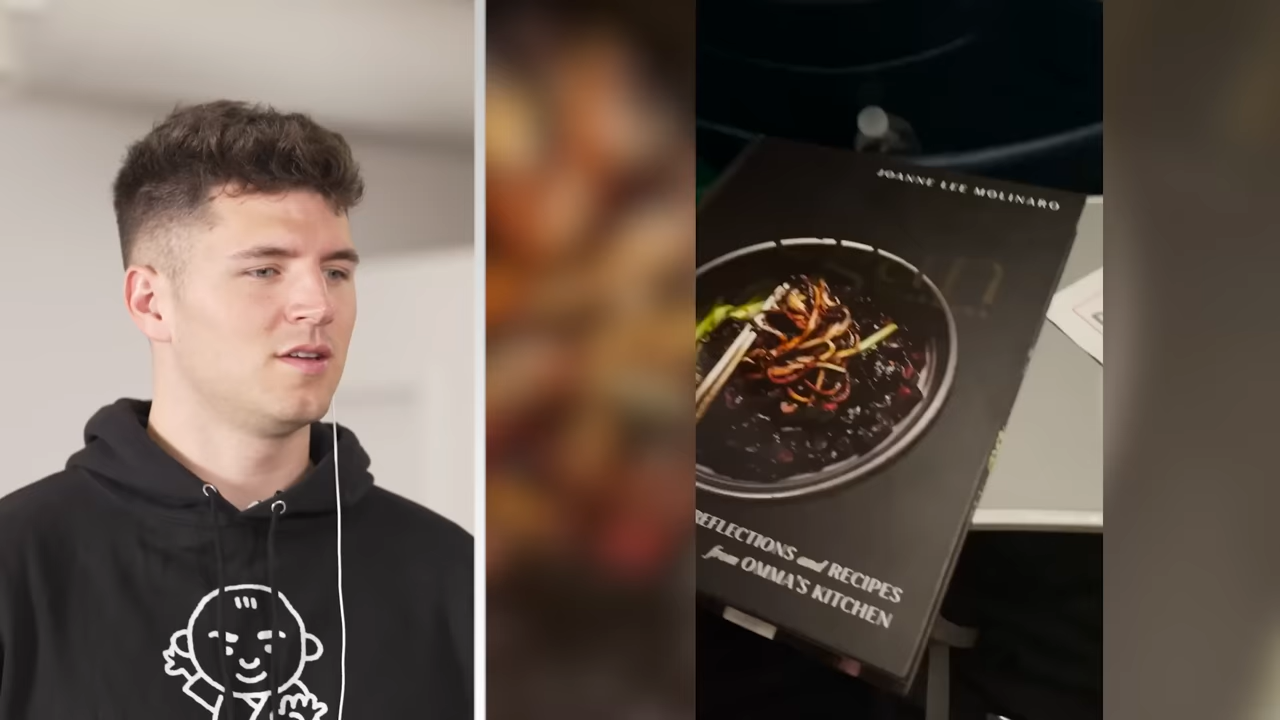 JOANNE LEE MOLINARO
REFLECTIONS and RECIPES
from OMMA'S KITCHEN